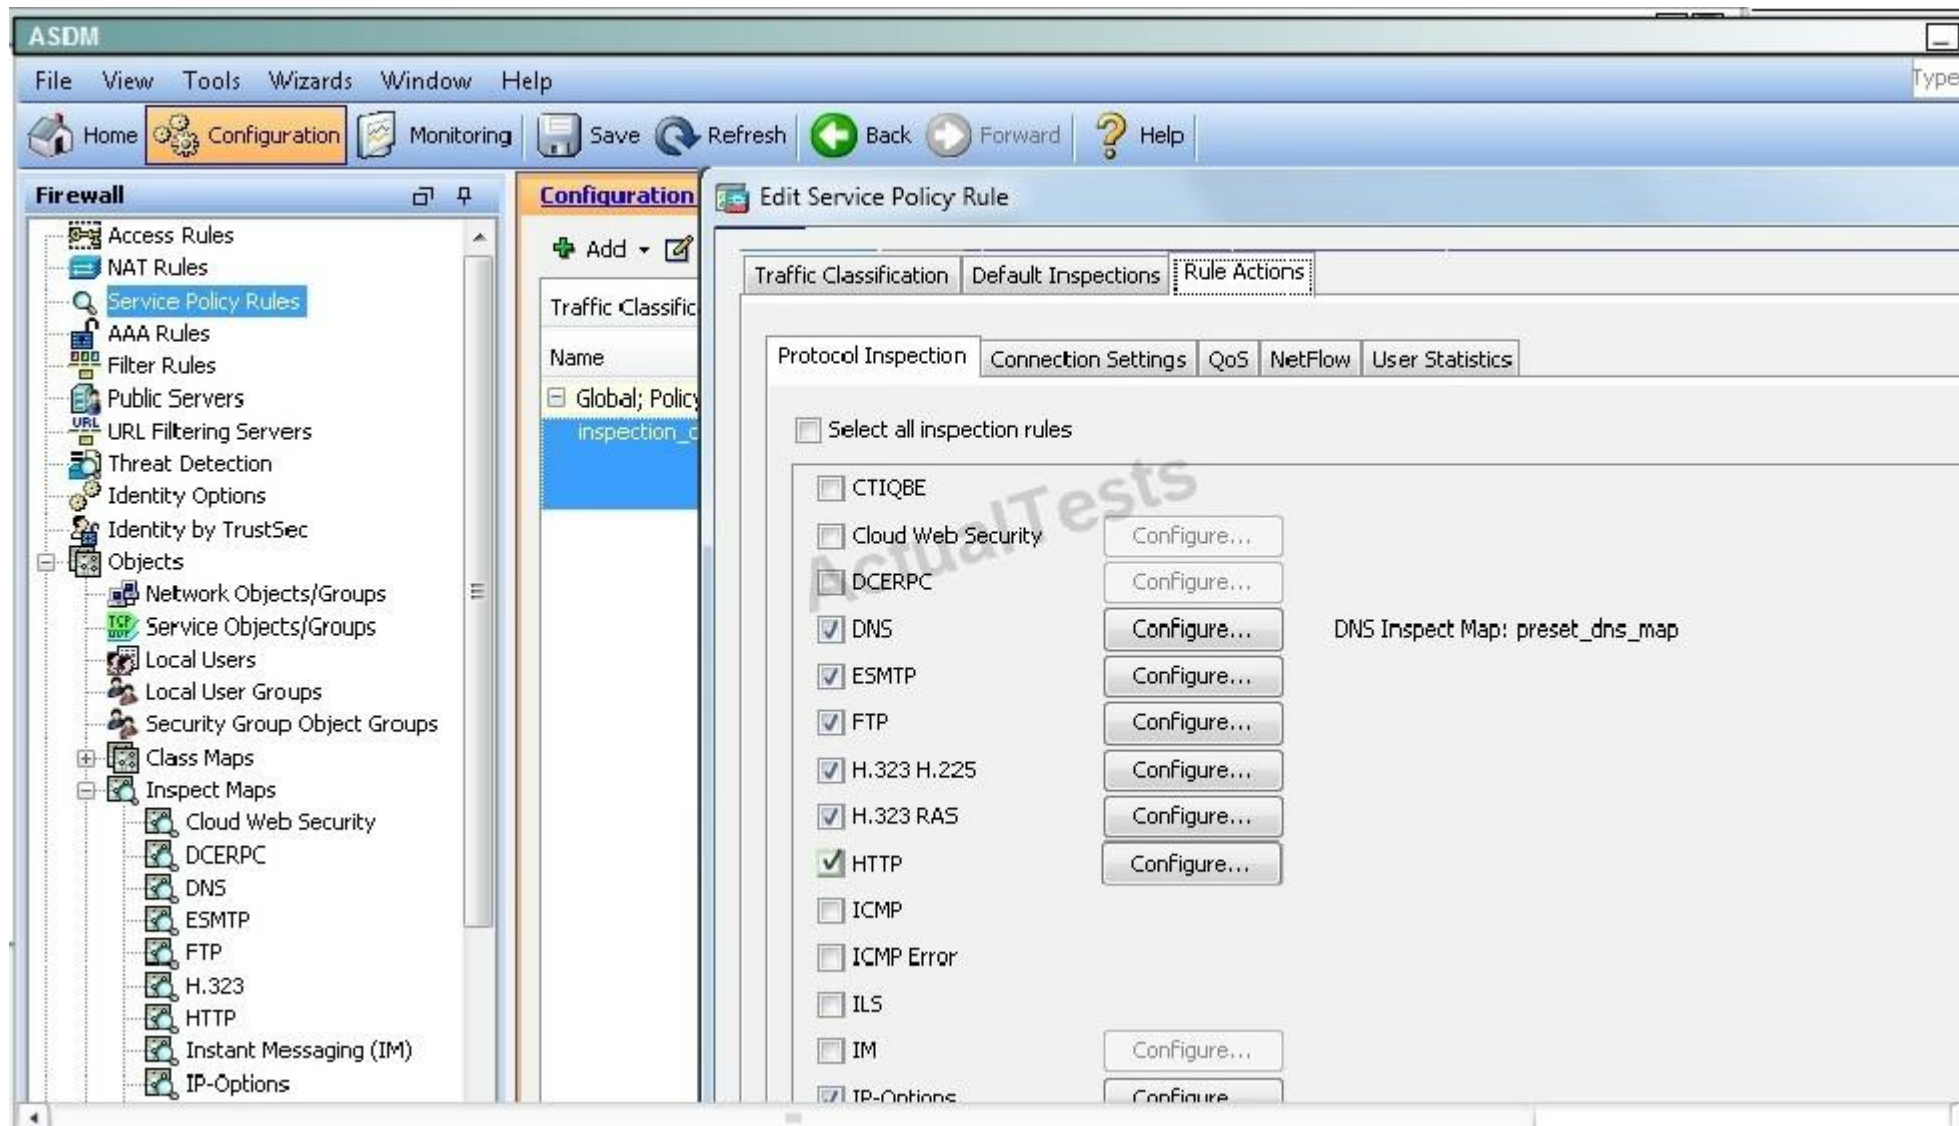 ASDM
File View Tools Wizards Window Help
Type
Home Configuration Monitoring Save Refresh Back Forward Help
Firewall
Access Rules
NAT Rules
Service Policy Rules
AAA Rules
Filter Rules
Public Servers
URL Filtering Servers
Threat Detection
Identity Options
Identity by TrustSec
Objects
Network Objects/Groups
Service Objects/Groups
Local Users
Local User Groups
Security Group Object Groups
Class Maps
Inspect Maps
Cloud Web Security
DCERPC
DNS
ESMTP
FTP
H.323
HTTP
Instant Messaging (IM)
IP-Options
Configuration
Add
Traffic Classific
Name
Global; Policy
inspection_
Edit Service Policy Rule
Traffic Classification Default Inspections Rule Actions
Protocol Inspection Connection Settings QoS NetFlow User Statistics
Select all inspection rules
CTIQBE
Cloud Web Security Configure...
DCERPC Configure...
DNS Configure... DNS Inspect Map: preset_dns_map
ESMTP Configure...
FTP Configure...
H.323 H.225 Configure...
H.323 RAS Configure...
HTTP Configure...
ICMP
ICMP Error
ILS
IM Configure...
IP-Options Configure...
ActualTests